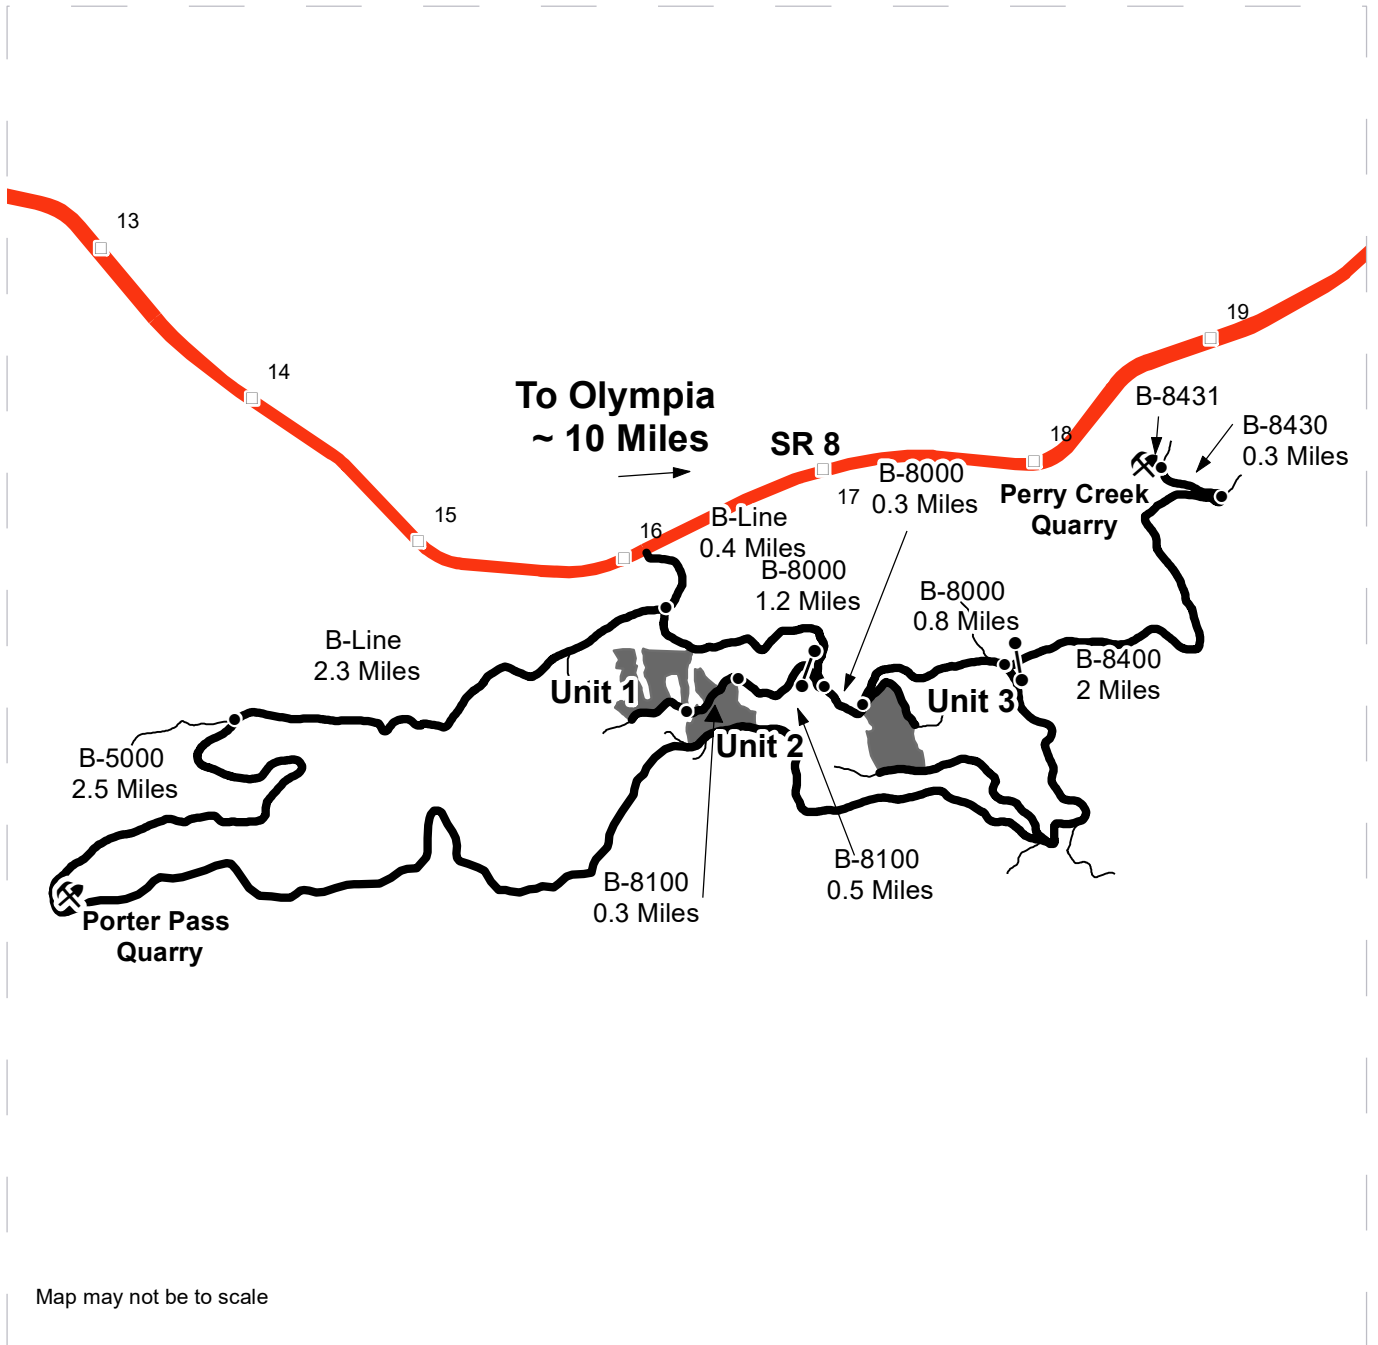 13
14
15
16
17
18
19
To Olympia
~ 10 Miles
SR 8
B-8431
B-8430
0.3 Miles
B-8000
0.3 Miles
Perry Creek
Quarry
B-Line
0.4 Miles
B-8000
1.2 Miles
B-8000
0.8 Miles
B-Line
2.3 Miles
B-8400
2 Miles
Unit 1
Unit 3
Unit 2
B-5000
2.5 Miles
B-8100
0.5 Miles
B-8100
0.3 Miles
Porter Pass
Quarry
Map may not be to scale